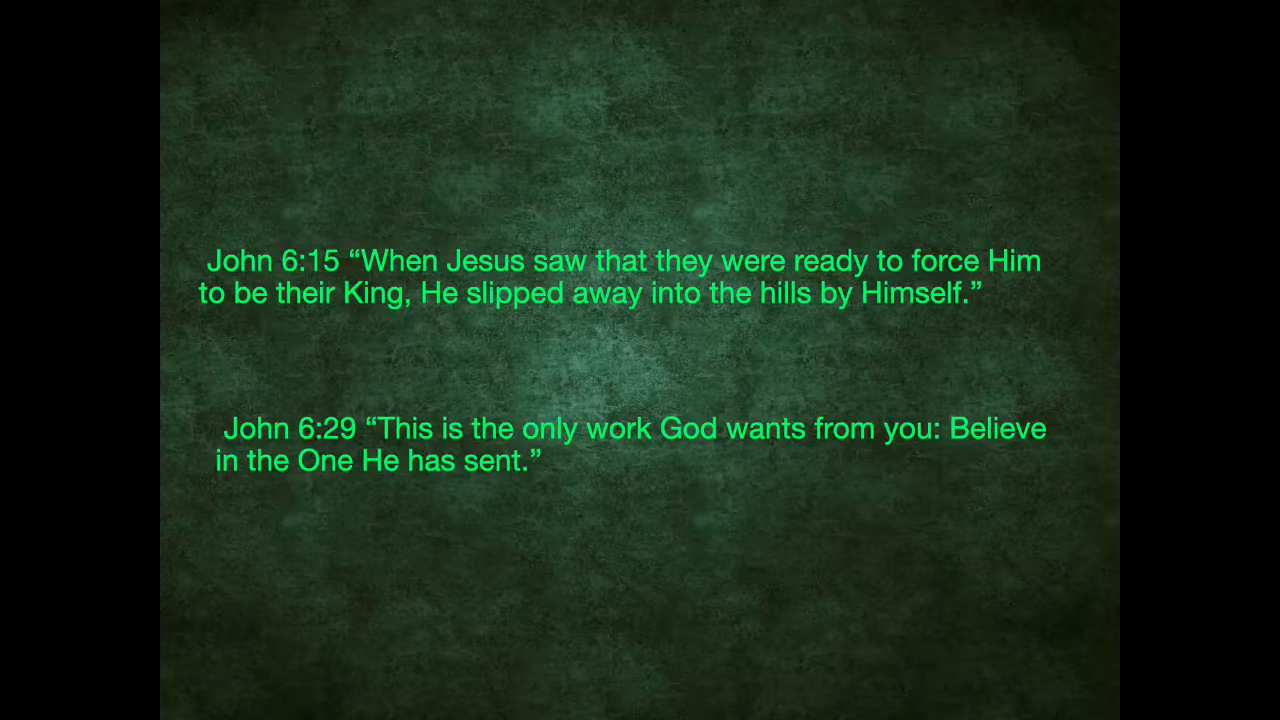 John 6:15 “When Jesus saw that they were ready to force Him
to be their King, He slipped away into the hills by Himself.”
John 6:29 “This is the only work God wants from you: Believe
in the One He has sent.”